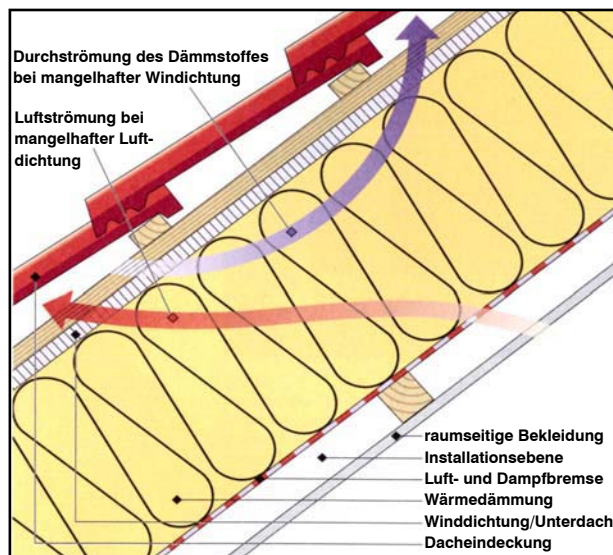 Durchströmung des Dämmstoffes
bei mangelhafter Windichtung
Luftströmung bei
mangelhafter Luft-
dichtung
raumseitige Bekleidung
Installationsebene
Luft- und Dampfbremse
Wärmedämmung
Winddichtung/Unterdach
Dacheindeckung